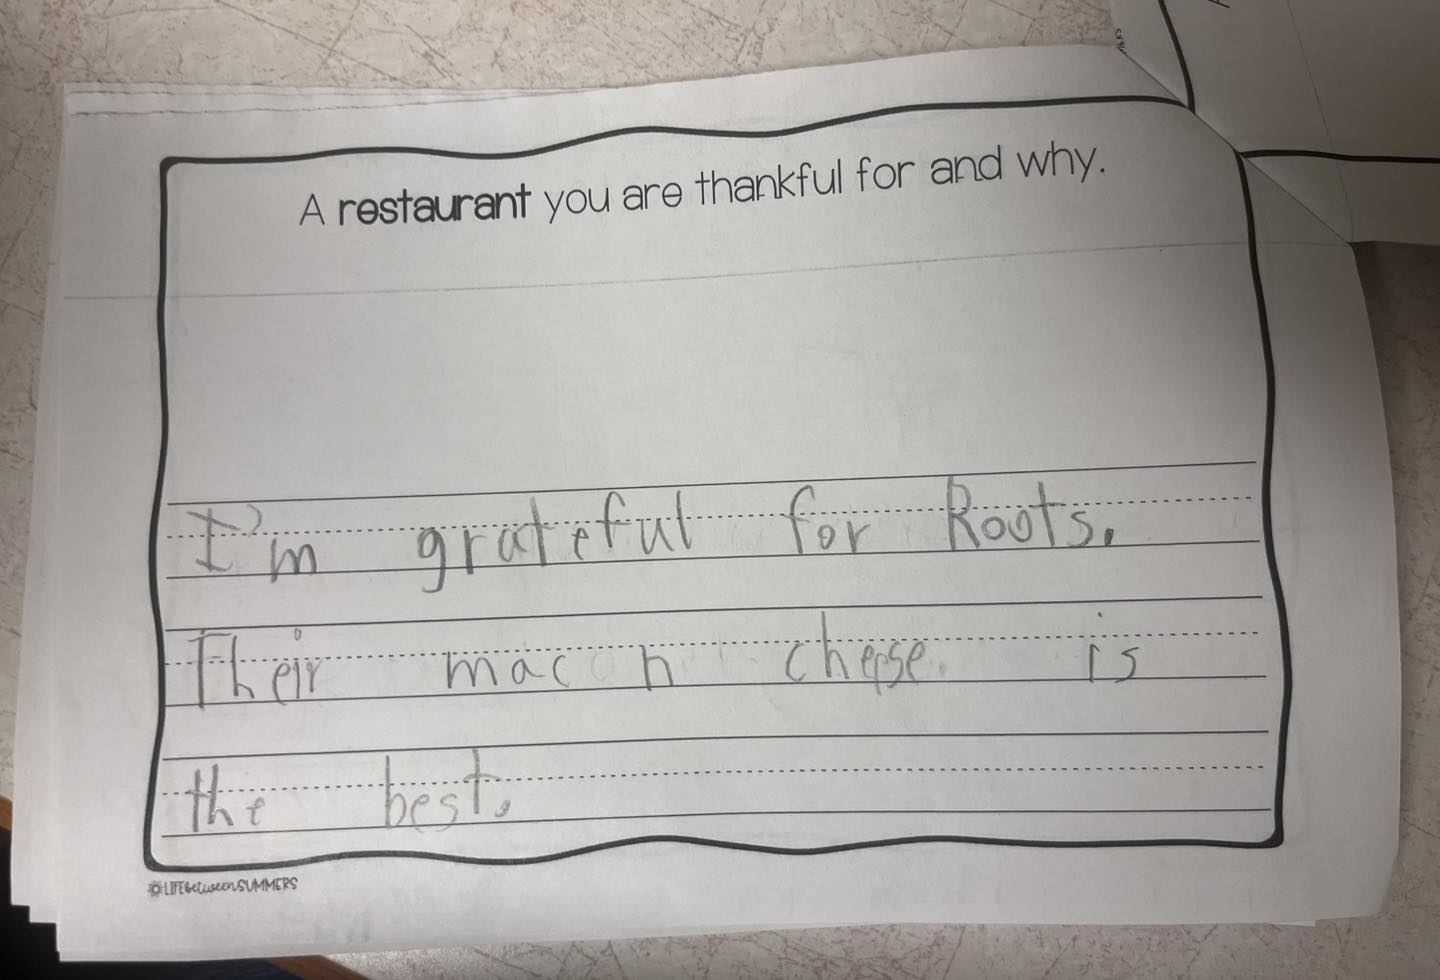 A restaurant you are thankful for and why.
I'm grateful for Roots.
Their mac n cheese is
the best.
©LIFEBetweenSUMMERS